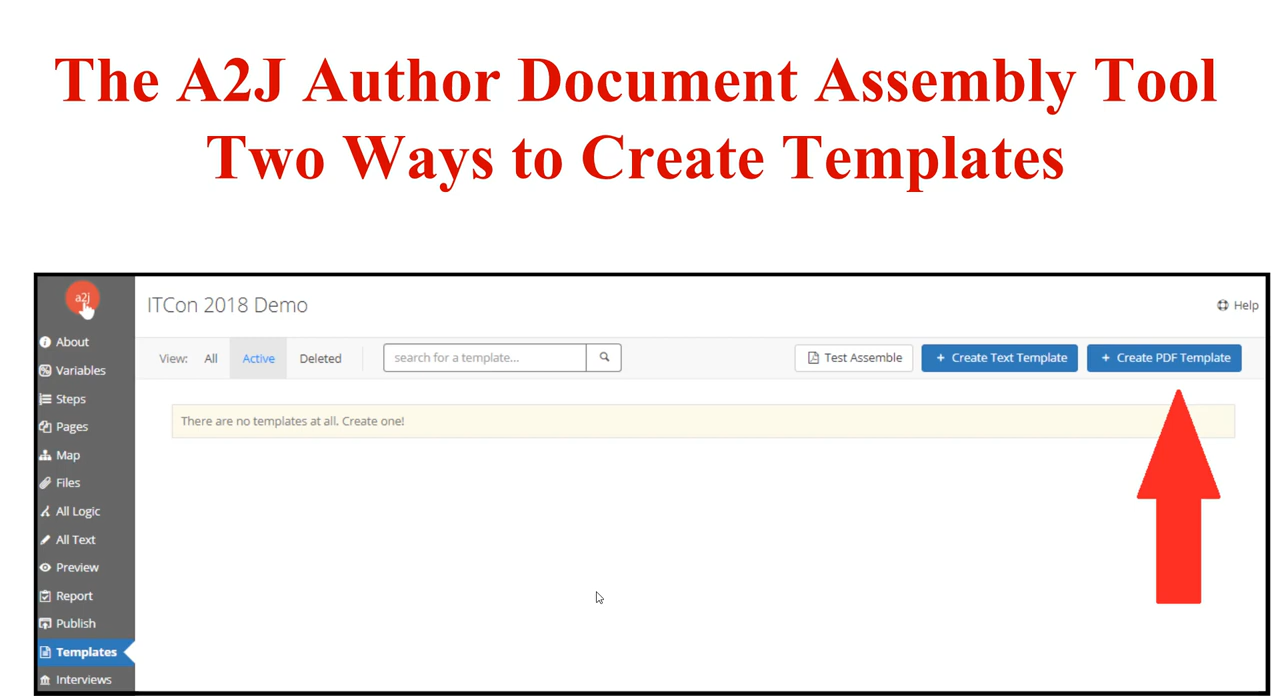 The A2J Author Document Assembly Tool
Two Ways to Create Templates
a2j
ITCon 2018 Demo
Help
About
Variables
Steps
Pages
Map
Files
All Logic
All Text
Preview
Report
Publish
Templates
Interviews
View: All Active Deleted
search for a template...
Test Assemble
+ Create Text Template
+ Create PDF Template
There are no templates at all. Create one!